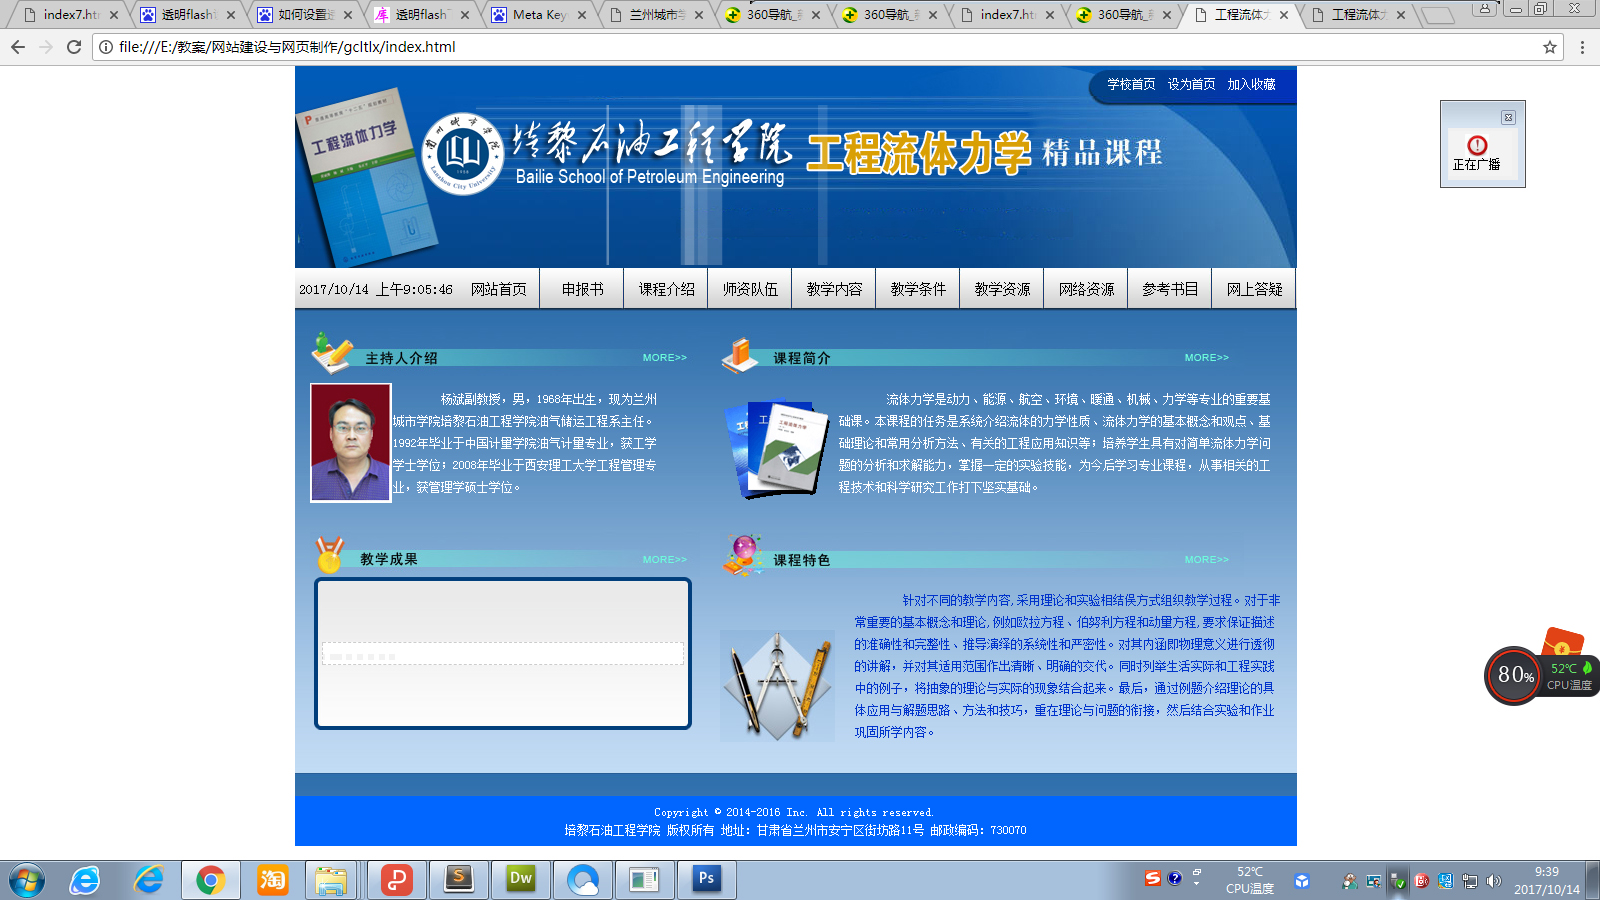 index7.ht
透明flash
如何设置
透明flash
Meta Key
兰州城市
360导航_
360导航_
index7.ht
360导航_
工程流体
工程流体
file:///E:/教案/网站建设与网页制作/gcltlx/index.html
学校首页 设为首页 加入收藏
工程流体力学
兰州城市学院
Lanzhou City University
1958
培黎石油工程学院
Bailie School of Petroleum Engineering
工程流体力学
精品课程
正在广播
2017/10/14 上午9:05:46
网站首页
申报书
课程介绍
师资队伍
教学内容
教学条件
教学资源
网络资源
参考书目
网上答疑
主持人介绍
MORE>>
杨斌副教授，男，1968年出生，现为兰州
城市学院培黎石油工程学院油气储运工程系主任。
1992年毕业于中国计量学院油气计量专业，获工学
学士学位；2008年毕业于西安理工大学工程管理专
业，获管理学硕士学位。
课程简介
MORE>>
工程流体力学
流体力学是动力、能源、航空、环境、暖通、机械、力学等专业的重要基
础课。本课程的任务是系统介绍流体的力学性质、流体力学的基本概念和观点、基
础理论和常用分析方法、有关的工程应用知识等；培养学生具有对简单流体力学问
题的分析和求解能力，掌握一定的实验技能，为今后学习专业课程，从事相关的工
程技术和科学研究工作打下坚实基础。
教学成果
MORE>>
课程特色
MORE>>
针对不同的教学内容,采用理论和实验相结俣方式组织教学过程。对于非
常重要的基本概念和理论,例如欧拉方程、伯努利方程和动量方程,要求保证描述
的准确性和完整性、推导演绎的系统性和严密性。对其内涵即物理意义进行透彻
的讲解，并对其适用范围作出清晰、明确的交代。同时列举生活实际和工程实践
中的例子，将抽象的理论与实际的现象结合起来。最后，通过例题介绍理论的具
体应用与解题思路、方法和技巧，重在理论与问题的衔接，然后结合实验和作业
巩固所学内容。
80%
52℃
CPU温度
Copyright © 2014-2016 Inc. All rights reserved.
培黎石油工程学院 版权所有 地址：甘肃省兰州市安宁区街坊路11号 邮政编码：730070
淘
S
Dw
Ps
52℃
CPU温度
9:39
2017/10/14